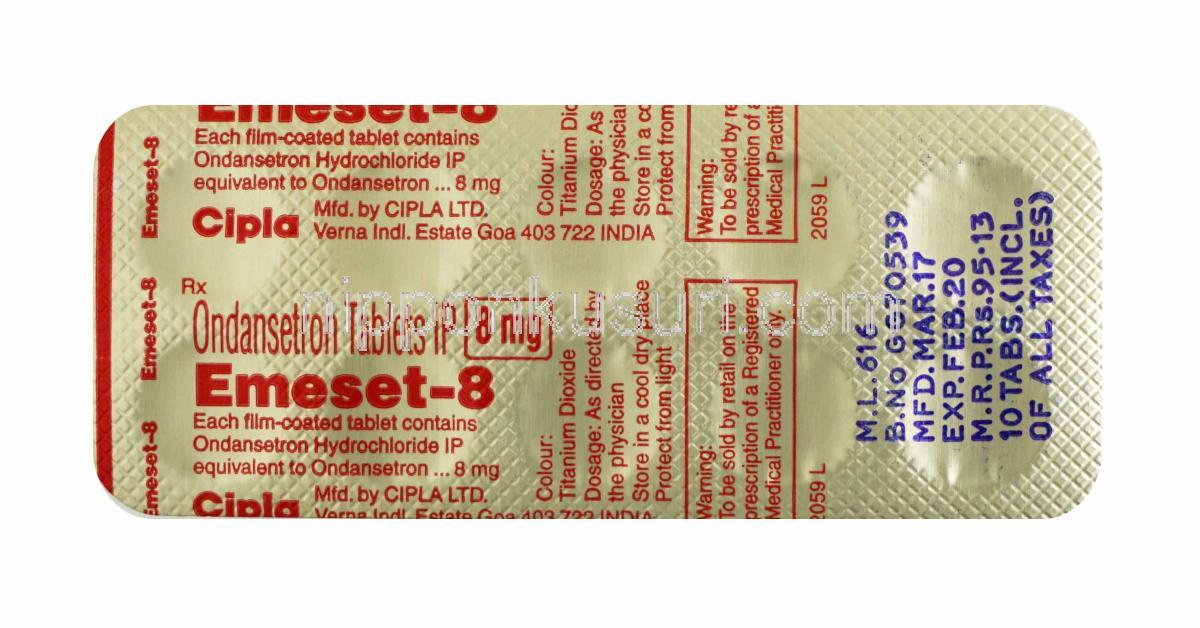 Emeset-8
Each film-coated tablet contains
Ondansetron Hydrochloride IP
equivalent to Ondansetron ... 8 mg
Cipla
Mfd. by CIPLA LTD.
Verna Indl. Estate Goa 403 722 INDIA
Colour:
Titanium Diox
Dosage: As
the physician
Store in a co
Protect from
Warning:
To be sold by re
prescription of a
Medical Practiti
2059 L
Emeset-8
Emeset-8
Emeset-8
Rx
Ondansetron Tablets IP 8 mg
Emeset-8
Each film-coated tablet contains
Ondansetron Hydrochloride IP
equivalent to Ondansetron ... 8 mg
Cipla
Mfd. by CIPLA LTD.
Verna Indl. Estate Goa 403 722 INDIA
Colour:
Titanium Dioxide
Dosage: As directed by
the physician
Store in a cool dry place
Protect from light
Warning:
To be sold by retail on the
prescription of a Registered
Medical Practitioner only.
2059 L
M.L.:616
B.No
MFD.MAR.17
EXP.FEB.20
M.R.P.Rs.95·13
10 TABS.(INCL.
OF ALL TAXES)
nipponkusuri.com